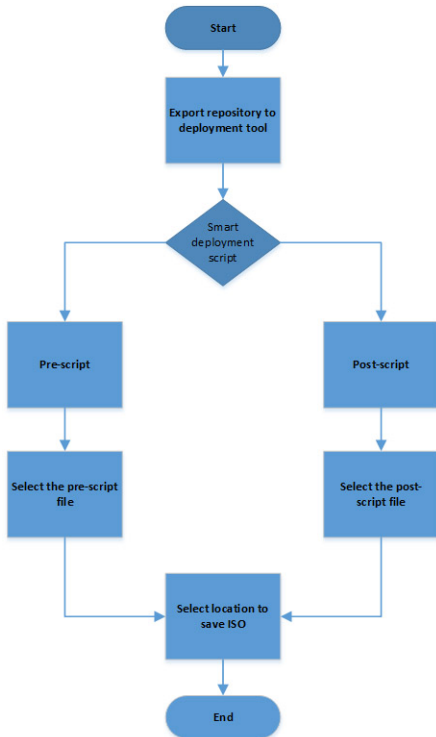 Start
Export repository to
deployment tool
Smart
deployment
script
Pre-script
Post-script
Select the pre-script
file
Select the post-
script file
Select location to
save ISO
End